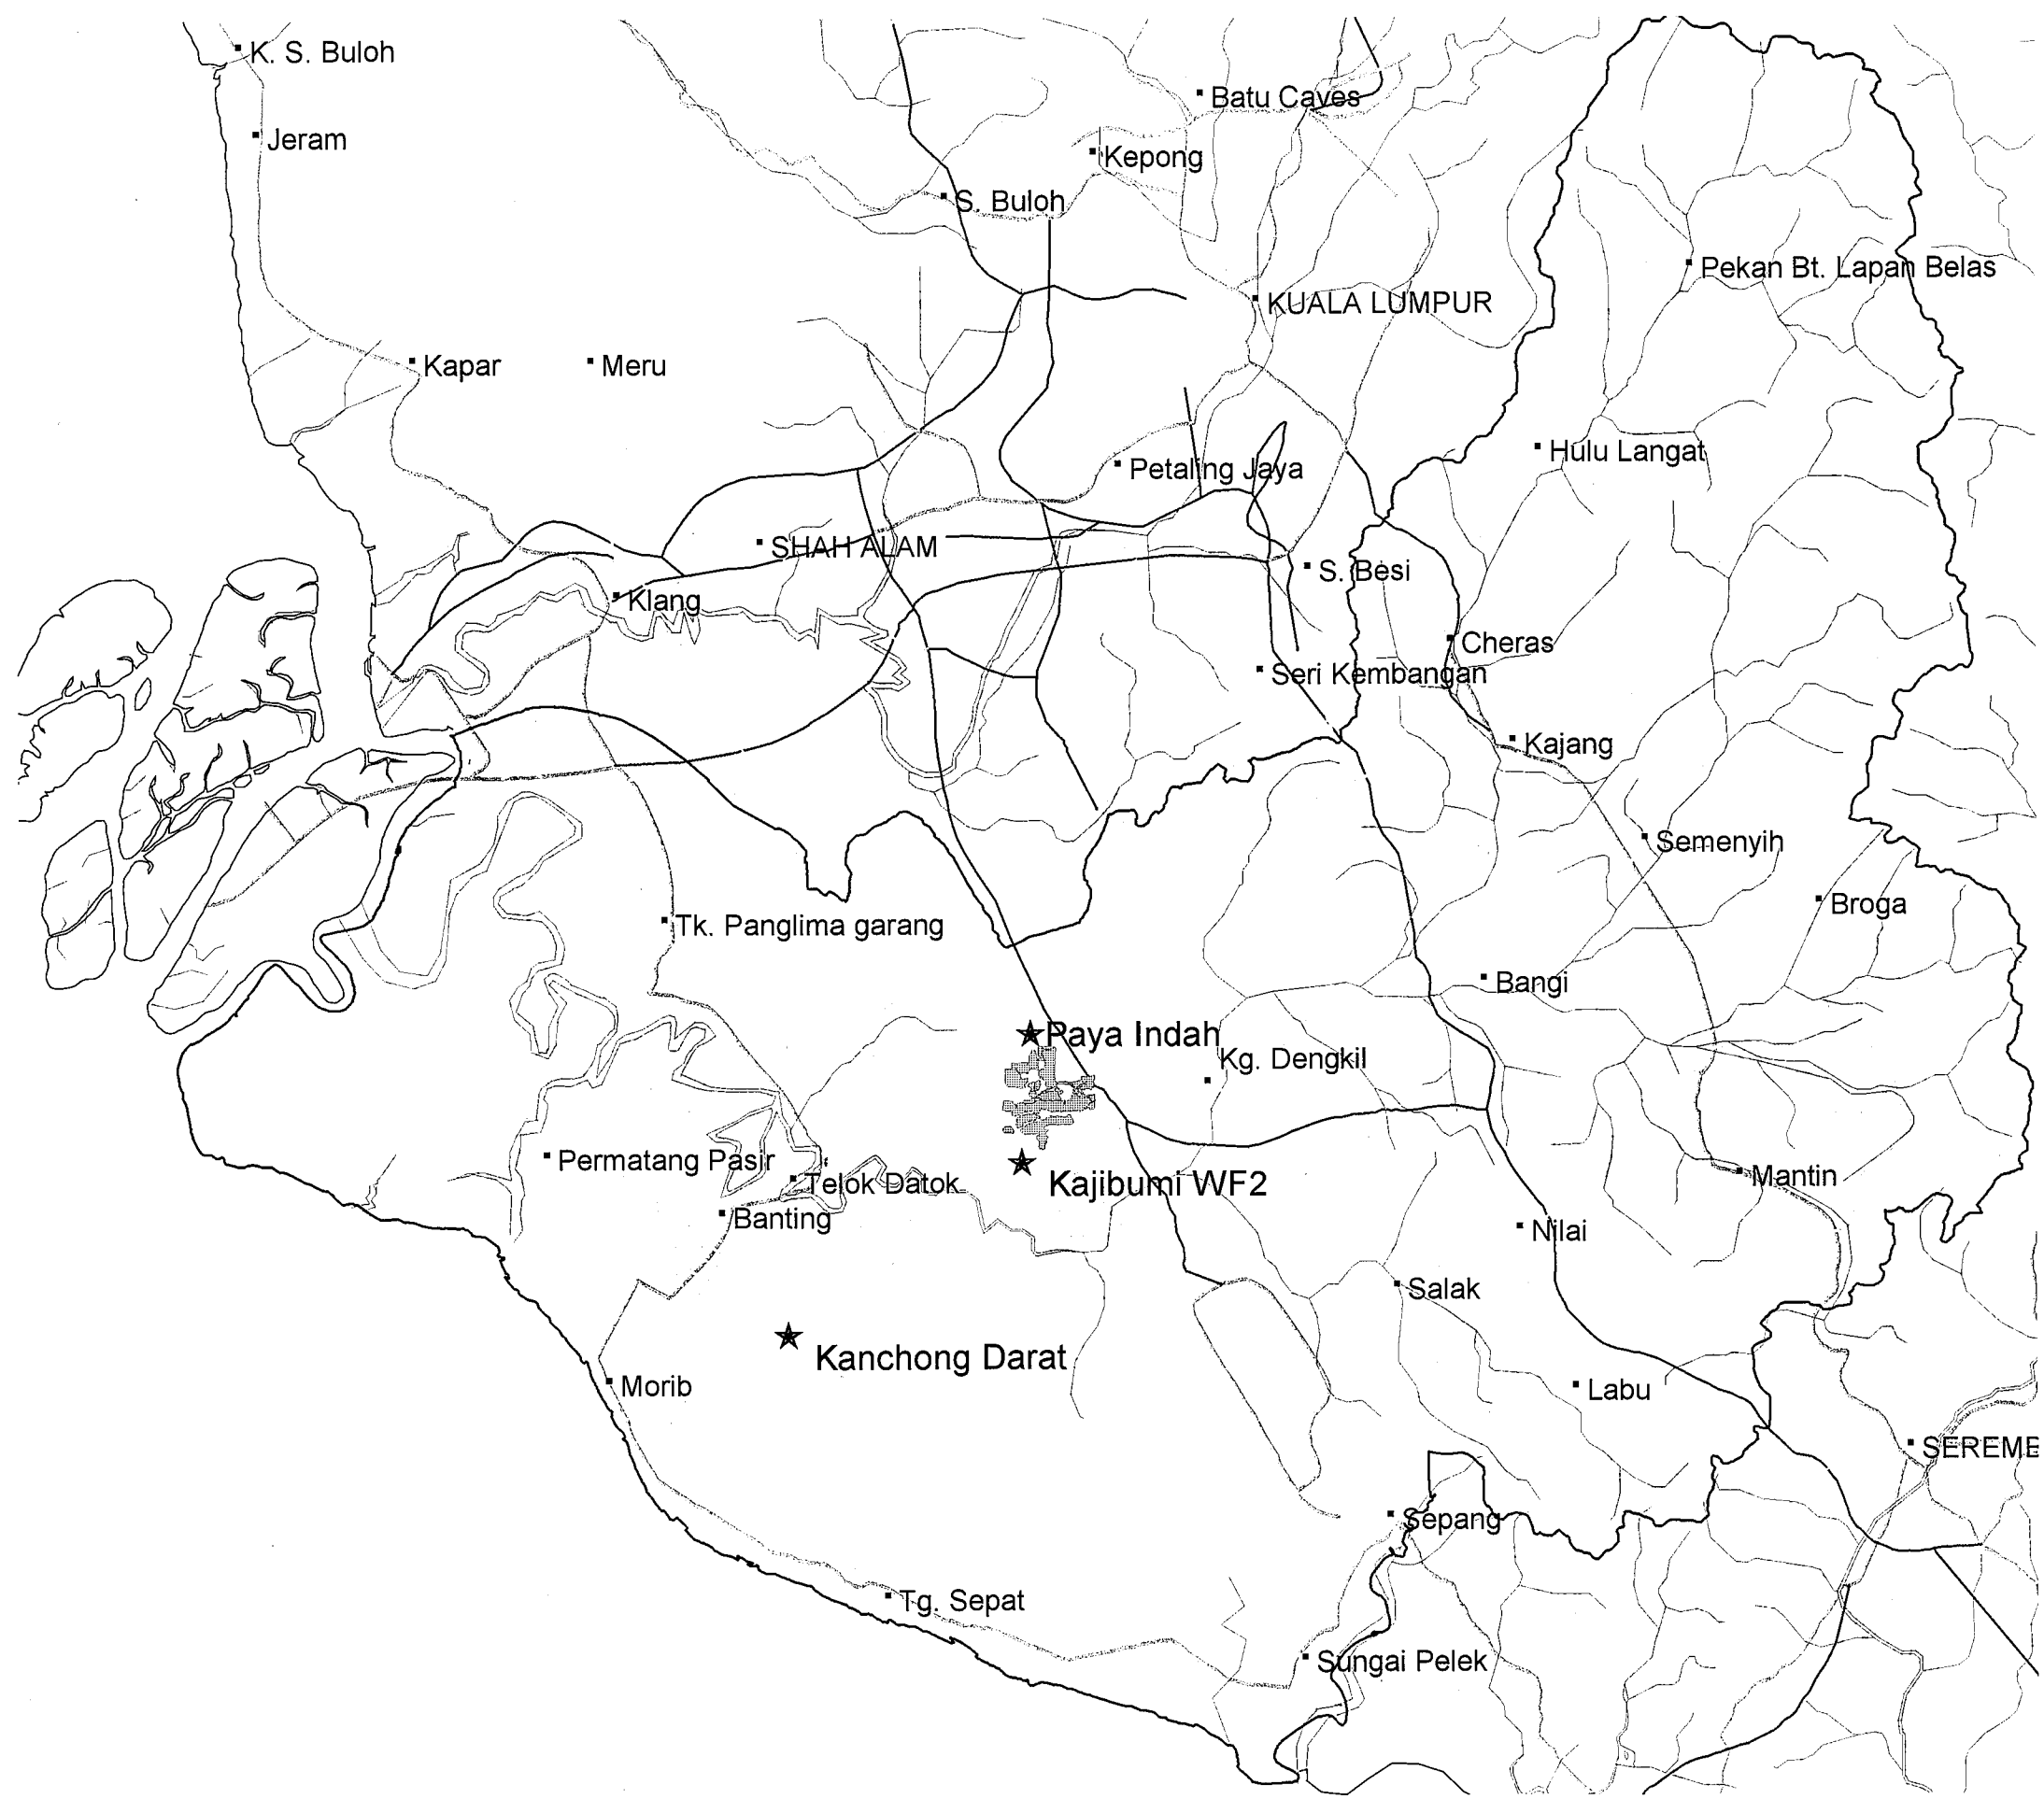 K. S. Buloh
Batu Caves
Jeram
Kepong
S. Buloh
Pekan Bt. Lapan Belas
KUALA LUMPUR
Kapar
Meru
Hulu Langat
Petaling Jaya
SHAH ALAM
S. Besi
Klang
Cheras
Seri Kembangan
Kajang
Semenyih
Broga
Tk. Panglima garang
Bangi
Paya Indah
Kg. Dengkil
Permatang Pasir
Mantin
Telok Datok
Kajibumi WF2
Banting
Nilai
Salak
Kanchong Darat
Morib
Labu
SEREME
Sepang
Tg. Sepat
Sungai Pelek